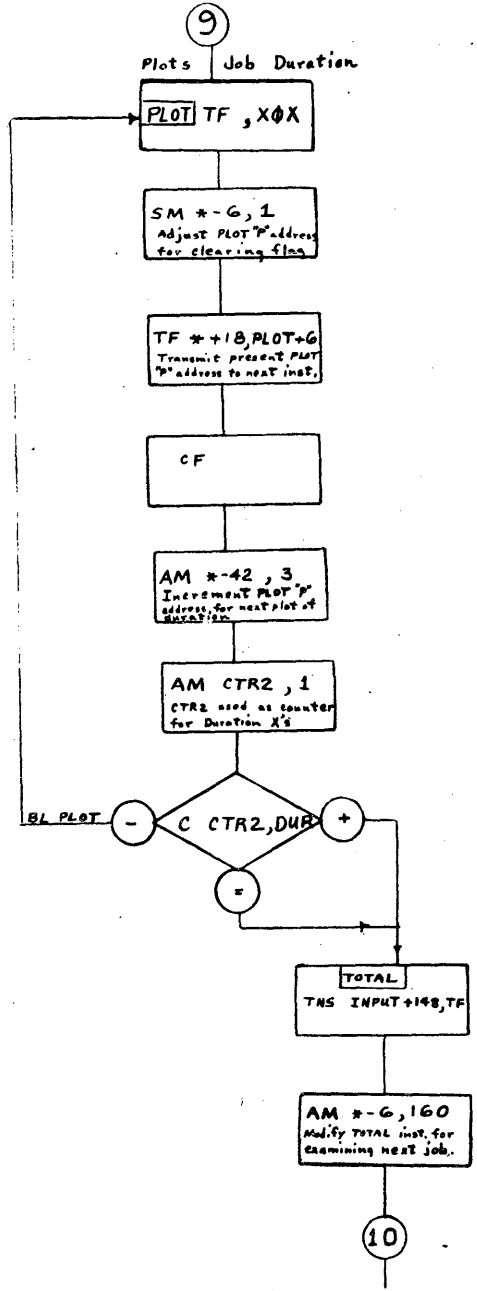 9
Plots Job Duration
PLOT TF , XΦX
SM *-6, 1
Adjust PLOT "P" address
for clearing flag
TF *+18, PLOT+6
Transmit present PLOT
"P" address to next inst.
CF
AM *-42 , 3
Increment PLOT "P"
address, for next plot of
duration
AM CTR2 , 1
CTR2 used as counter
for Duration X's
BL PLOT
-
C CTR2, DUR
+
=
TOTAL
TNS INPUT+148, TF
AM *-6, 160
Modify TOTAL inst. for
examining next job.
10